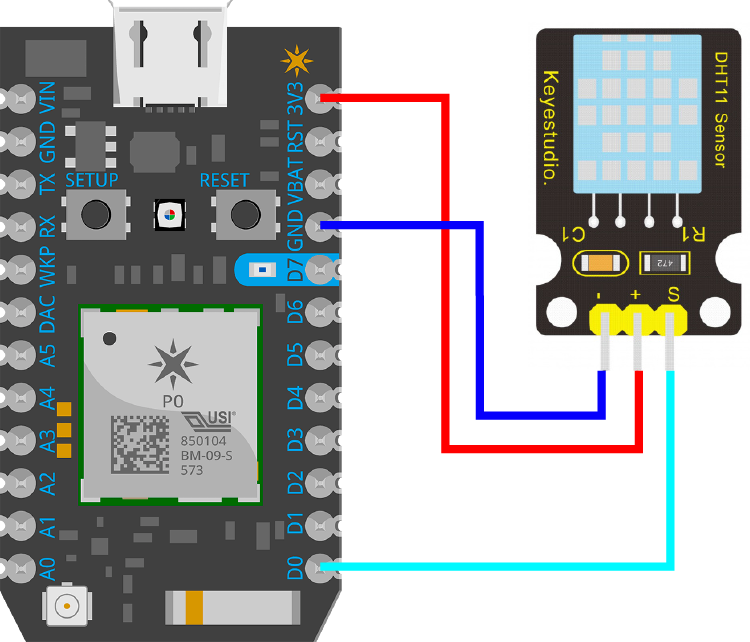 VIN
GND
TX
RX
WKP
DAC
A5
A4
A3
A2
A1
A0
SETUP
RESET
3V3
RST
VBAT
GND
D7
D6
D5
D4
D3
D2
D1
D0
P0
USI®
850104
BM-09-S
573
Keyestudio.
DHT11 Sensor
C1
R1
472
- + S